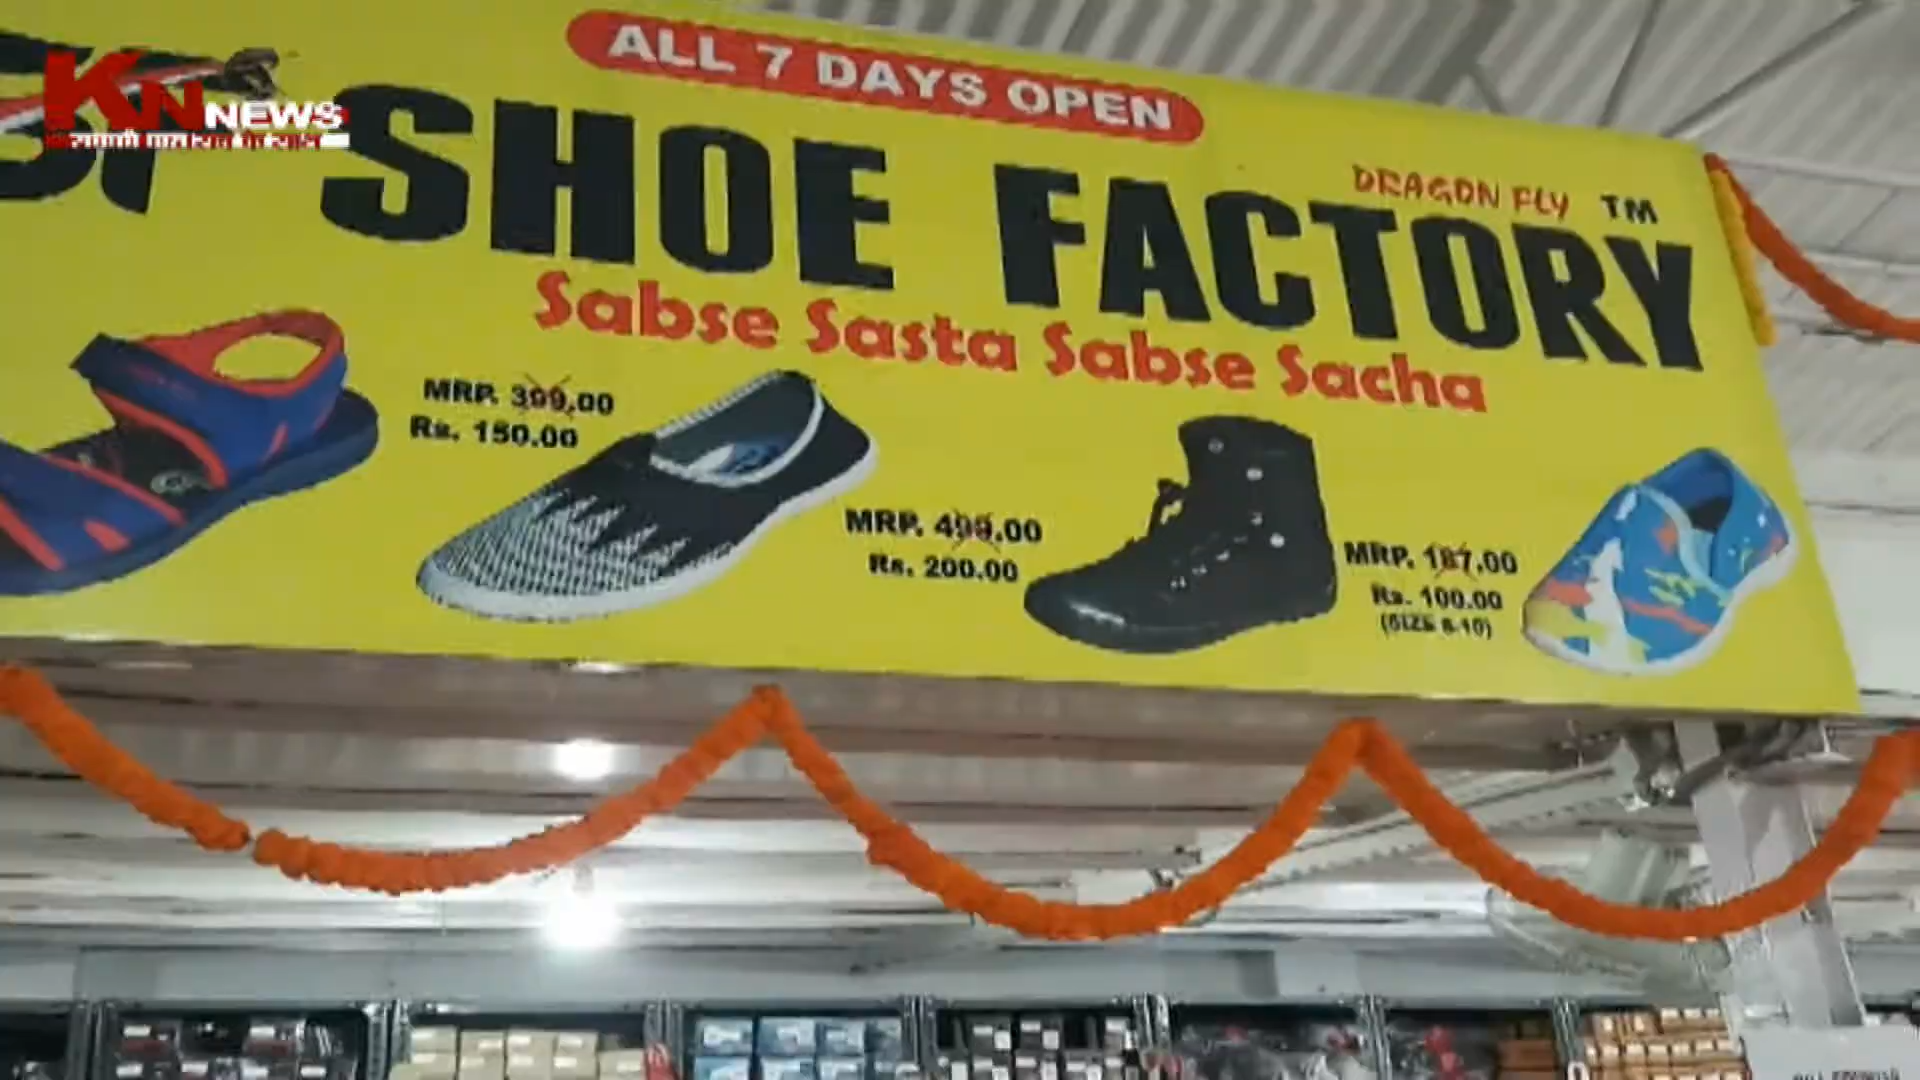 ALL 7 DAYS OPEN
KN NEWS
SHOE FACTORY
DRAGON FLY TM
Sabse Sasta Sabse Sacha
MRP. 399.00
Rs. 150.00
MRP. 499.00
Rs. 200.00
MRP. 187.00
Rs. 100.00
(SIZE 6-10)